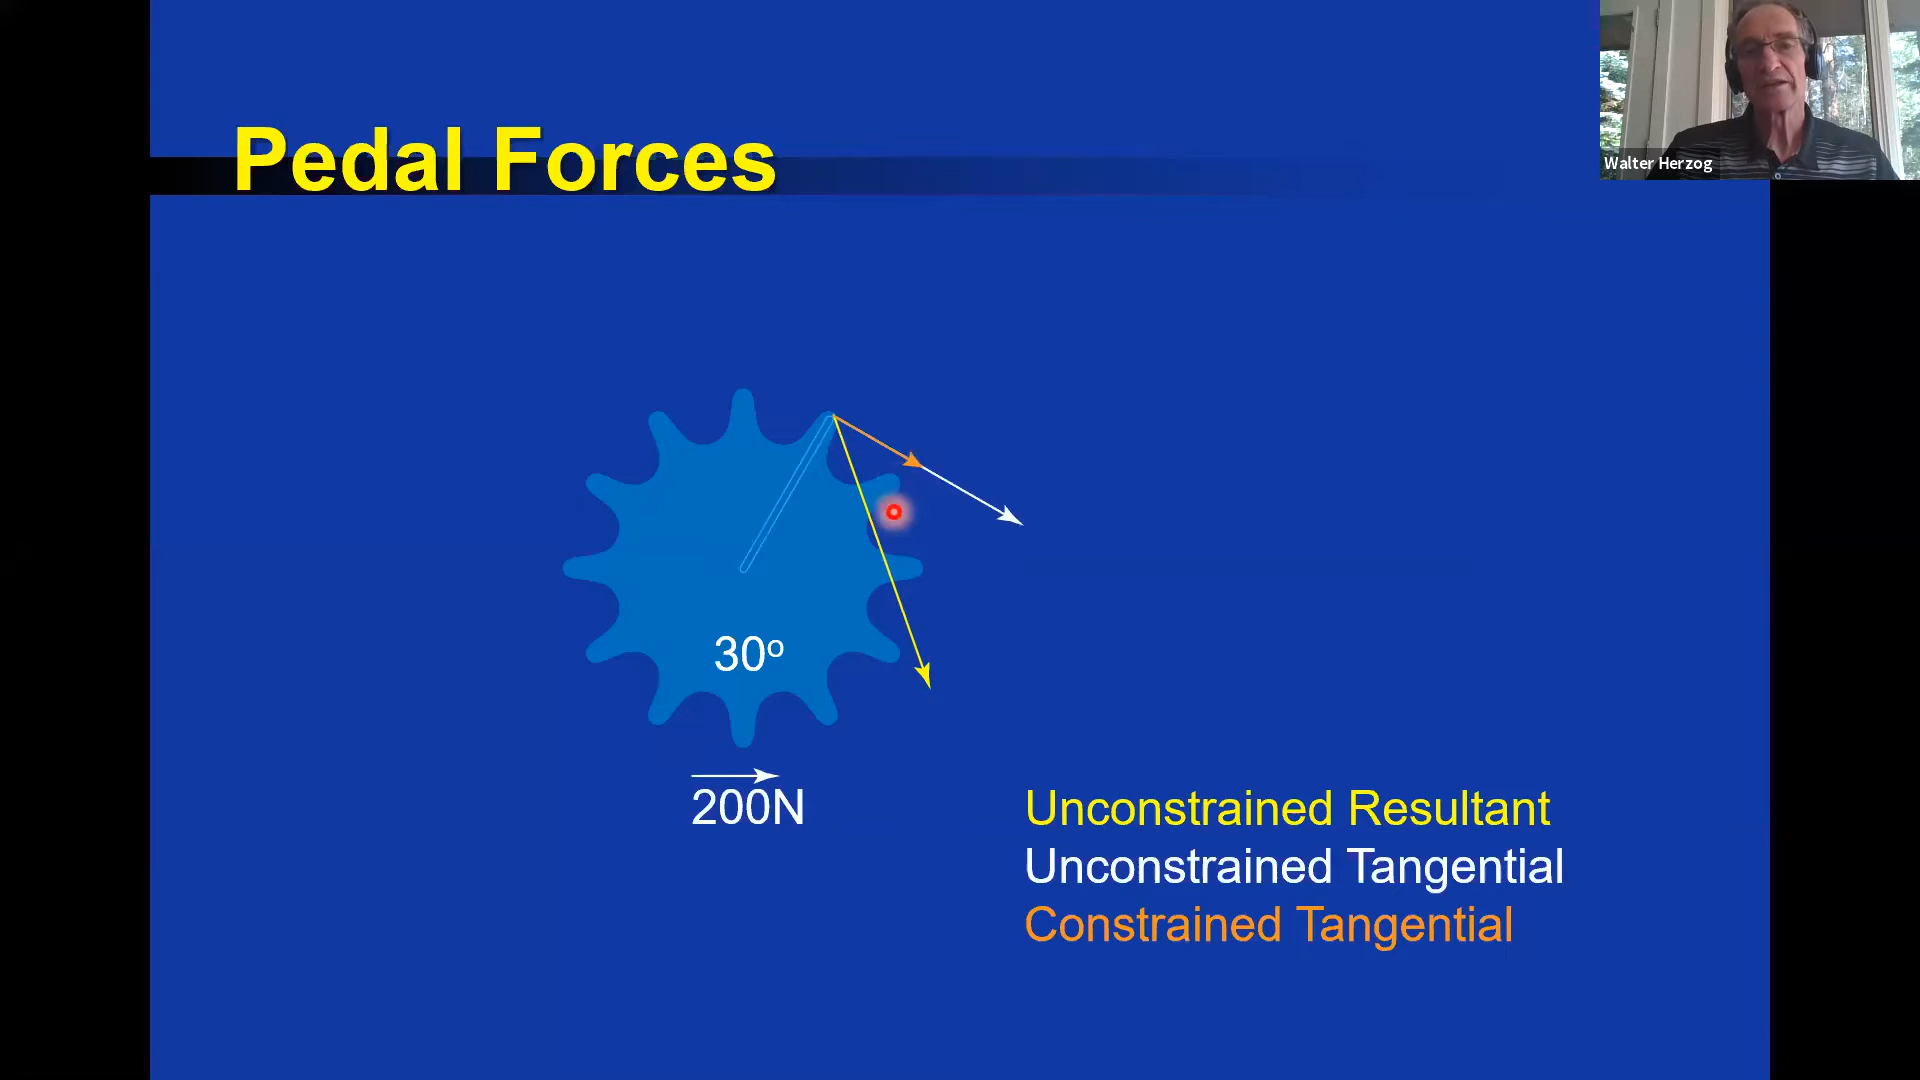 Pedal Forces
Walter Herzog
30º
200N
Unconstrained Resultant
Unconstrained Tangential
Constrained Tangential